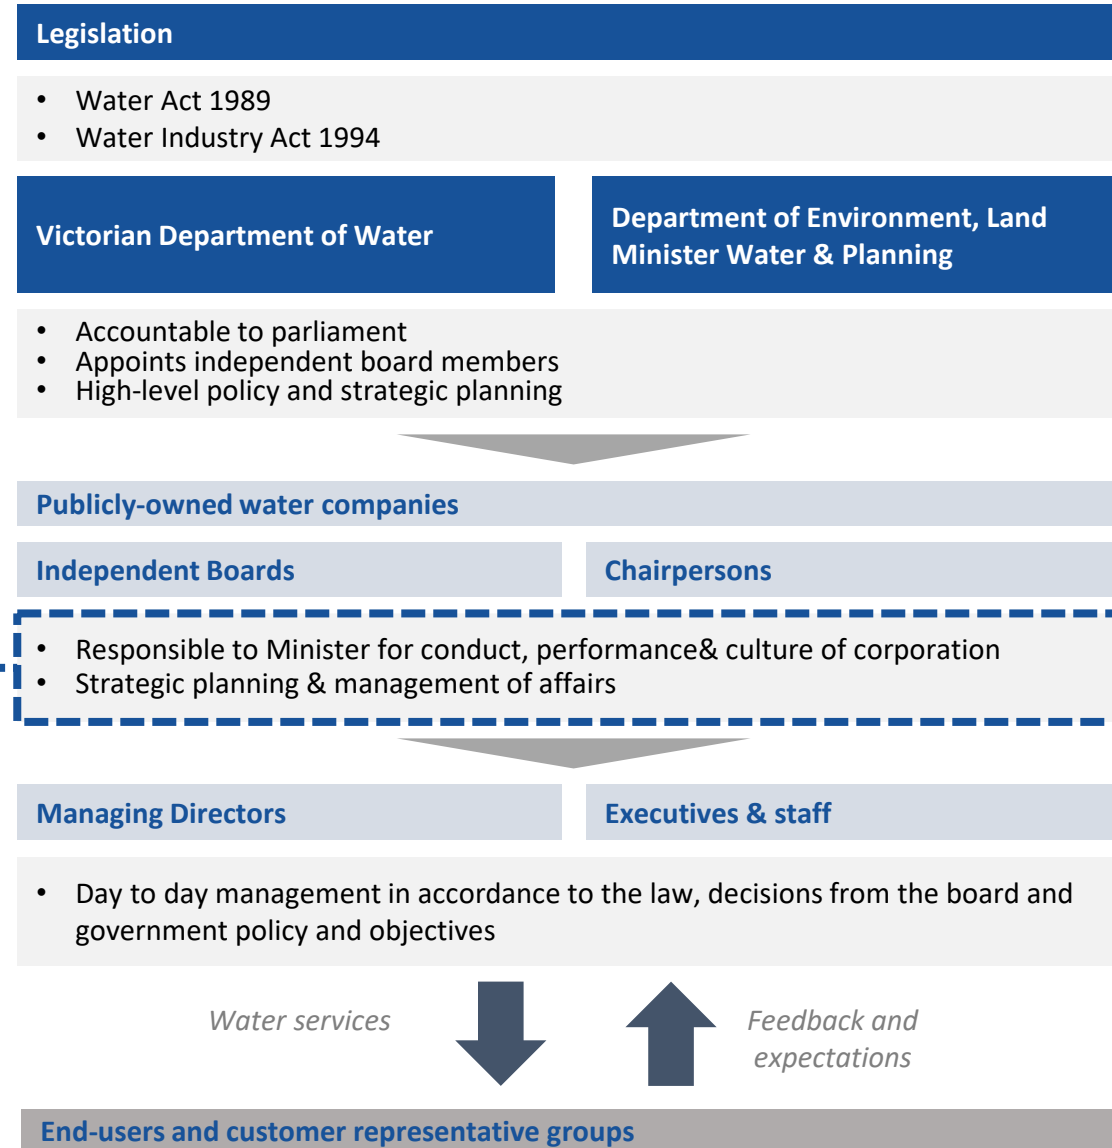 Legislation
• Water Act 1989
• Water Industry Act 1994
Victorian Department of Water
Department of Environment, Land
Minister Water & Planning
• Accountable to parliament
• Appoints independent board members
• High-level policy and strategic planning
Publicly-owned water companies
Independent Boards
Chairpersons
• Responsible to Minister for conduct, performance& culture of corporation
• Strategic planning & management of affairs
Managing Directors
Executives & staff
• Day to day management in accordance to the law, decisions from the board and
government policy and objectives
Water services
Feedback and
expectations
End-users and customer representative groups